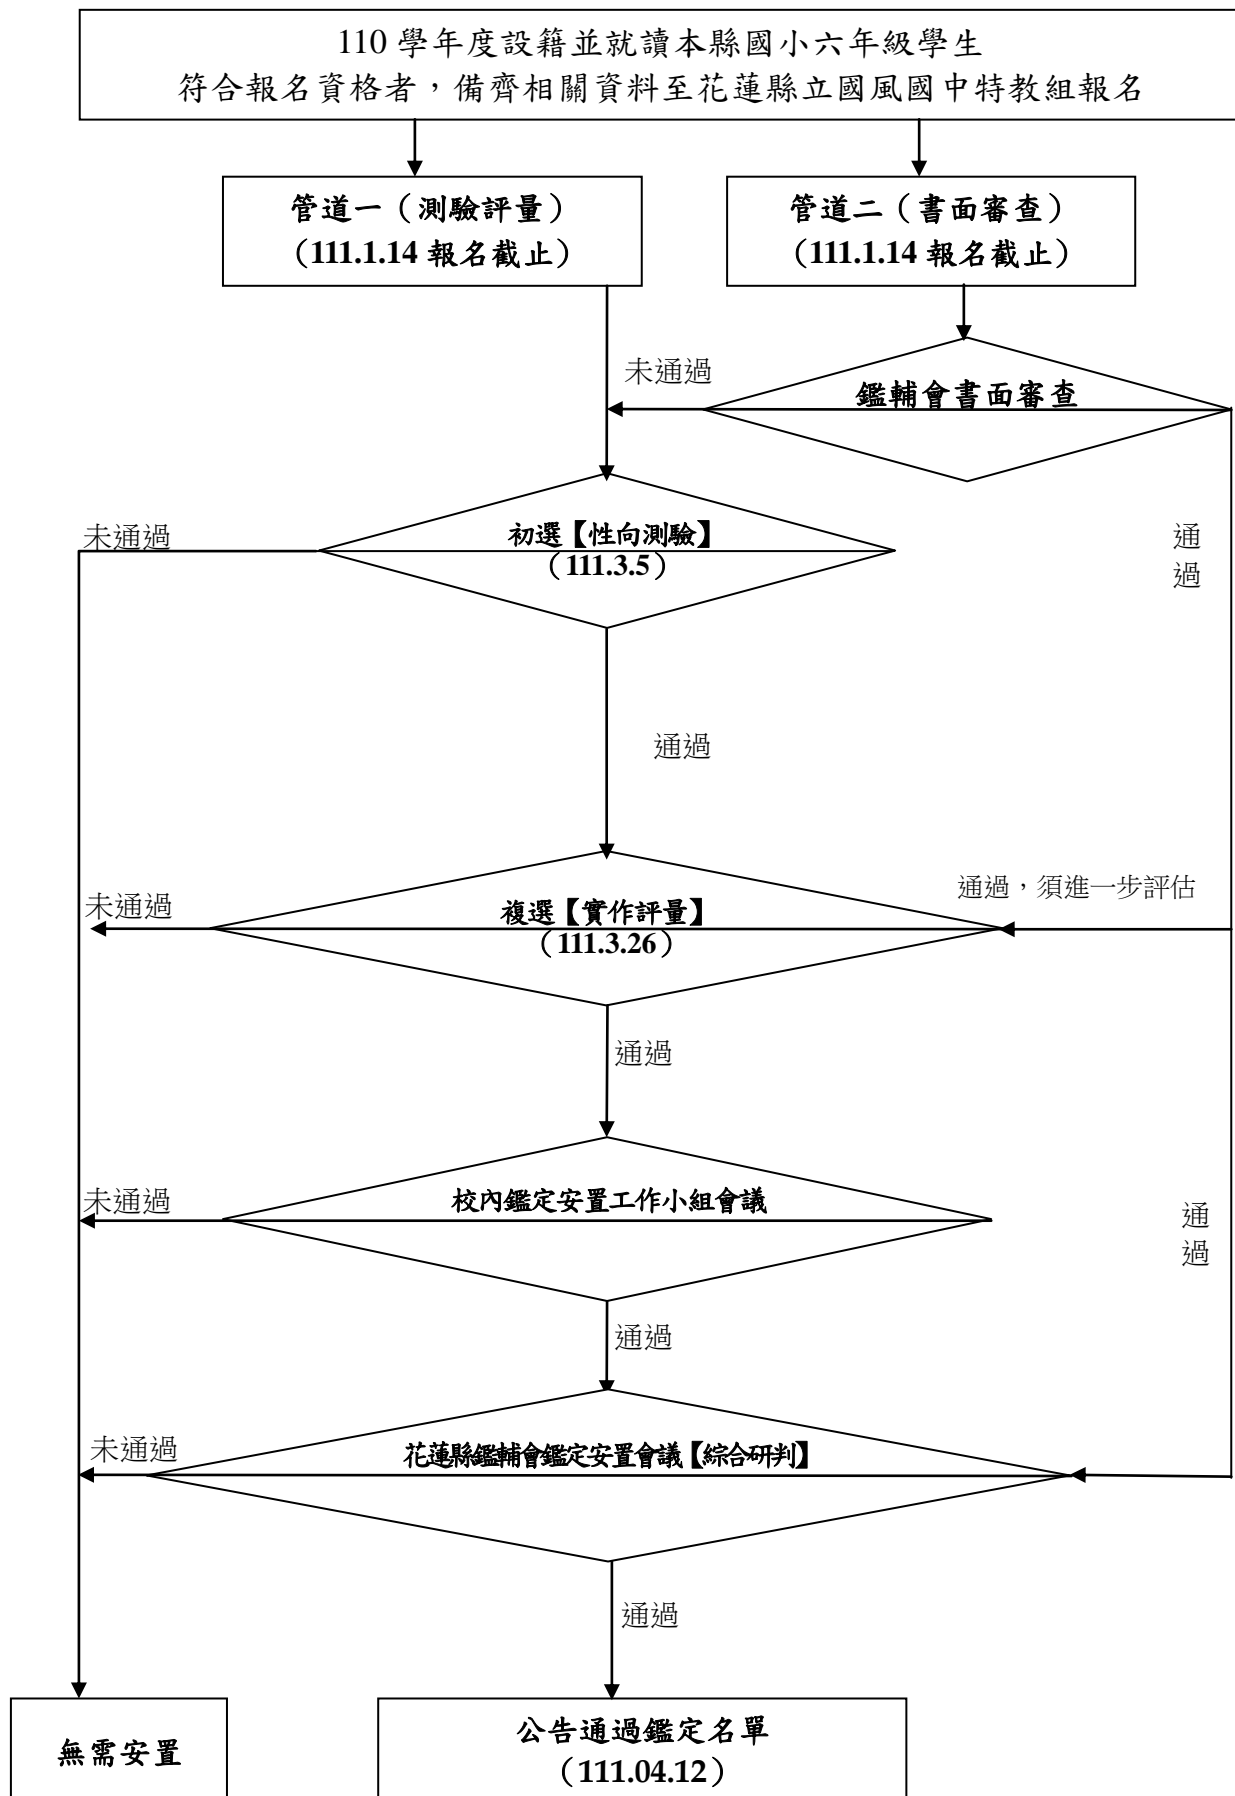 110 學年度設籍並就讀本縣國小六年級學生
符合報名資格者，備齊相關資料至花蓮縣立國風國中特教組報名
管道一（測驗評量）
（111.1.14 報名截止）
管道二（書面審查）
（111.1.14 報名截止）
未通過
鑑輔會書面審查
未通過
初選【性向測驗】
（111.3.5）
通
過
通過
通過，須進一步評估
未通過
複選【實作評量】
（111.3.26）
通過
未通過
校內鑑定安置工作小組會議
通
過
通過
未通過
花蓮縣鑑輔會鑑定安置會議【綜合研判】
通過
無需安置
公告通過鑑定名單
（111.04.12）